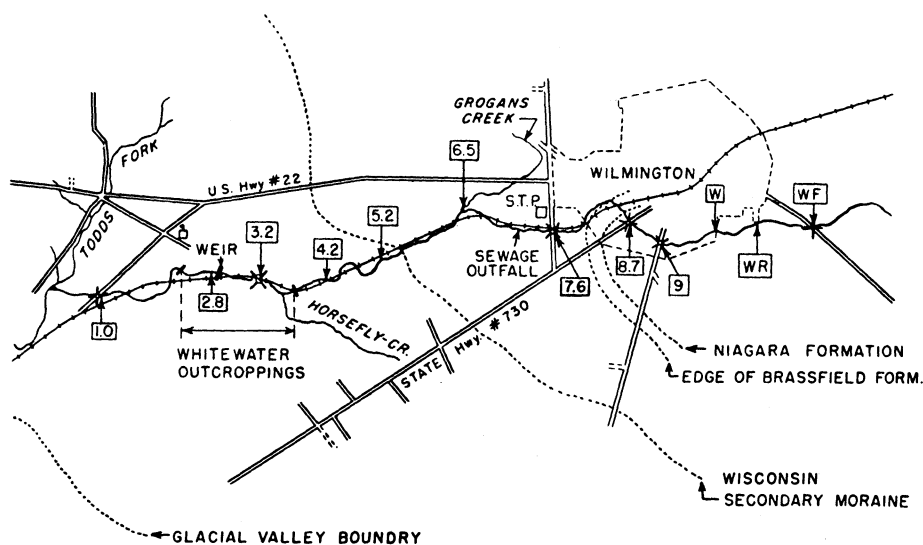 GROGANS
CREEK
FORK
6.5
WILMINGTON
U.S. Hwy #22
S.T.P.
W
WF
TODDS
5.2
WEIR
3.2
4.2
SEWAGE
OUTFALL
7.6
8.7
9
WR
2.8
1.0
HORSEFLY-CR.
WHITEWATER
OUTCROPPINGS
STATE Hwy. #730
NIAGARA FORMATION
EDGE OF BRASSFIELD FORM.
WISCONSIN
SECONDARY MORAINE
GLACIAL VALLEY BOUNDRY